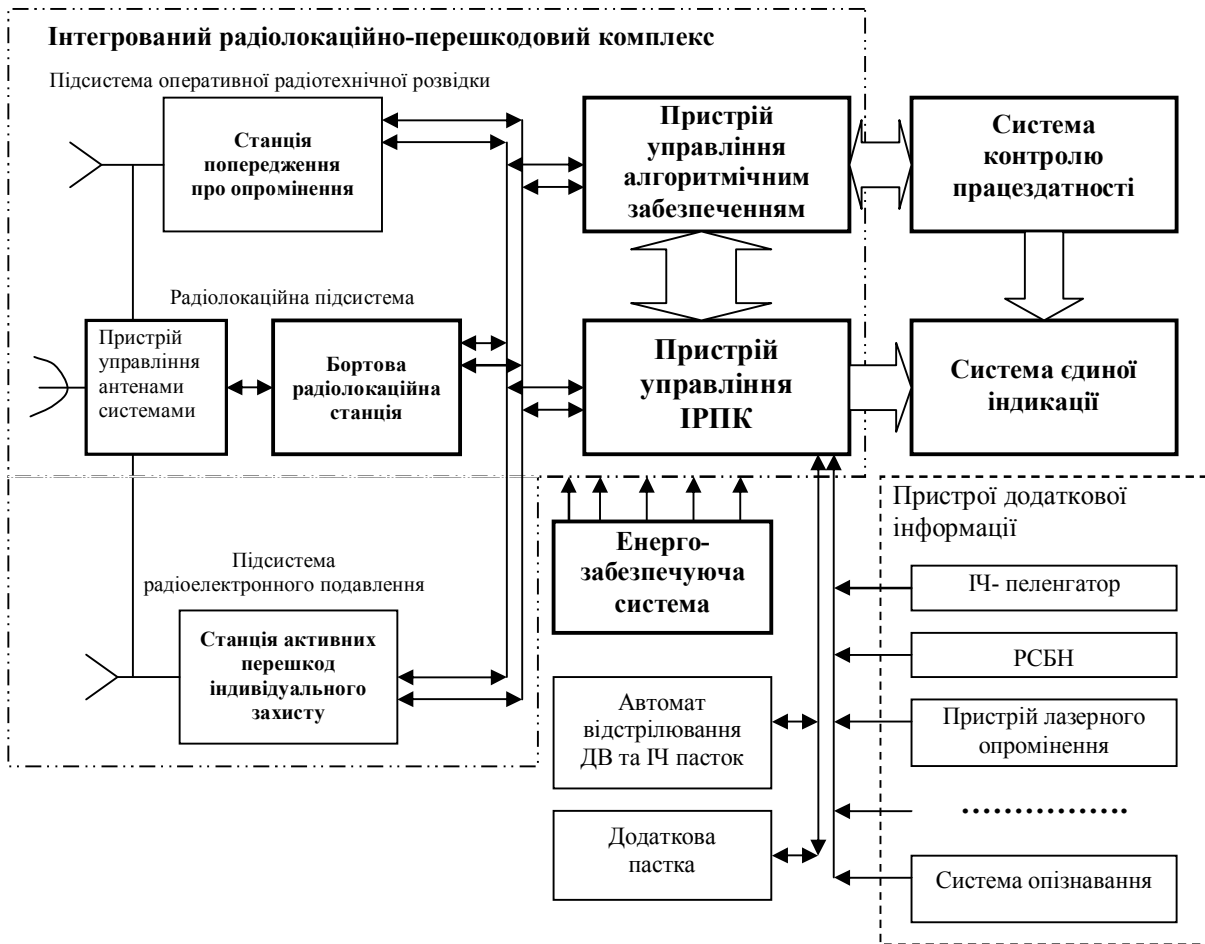 Інтегрований радіолокаційно-перешкодовий комплекс
Підсистема оперативної радіотехнічної розвідки
Станція
попередження
про опромінення
Пристрій
управління
алгоритмічним
забезпеченням
Система
контролю
працездатності
Радіолокаційна підсистема
Пристрій
управління
антенами
системами
Бортова
радіолокаційна
станція
Пристрій
управління
ІРПК
Система єдиної
індикації
Підсистема
радіоелектронного подавлення
Станція активних
перешкод
індивідуального
захисту
Енерго-
забезпечуюча
система
Автомат
відстрілювання
ДВ та ІЧ пасток
Додаткова
пастка
Пристрої додаткової
інформації
ІЧ- пеленгатор
РСБН
Пристрій лазерного
опромінення
................
Система опізнавання